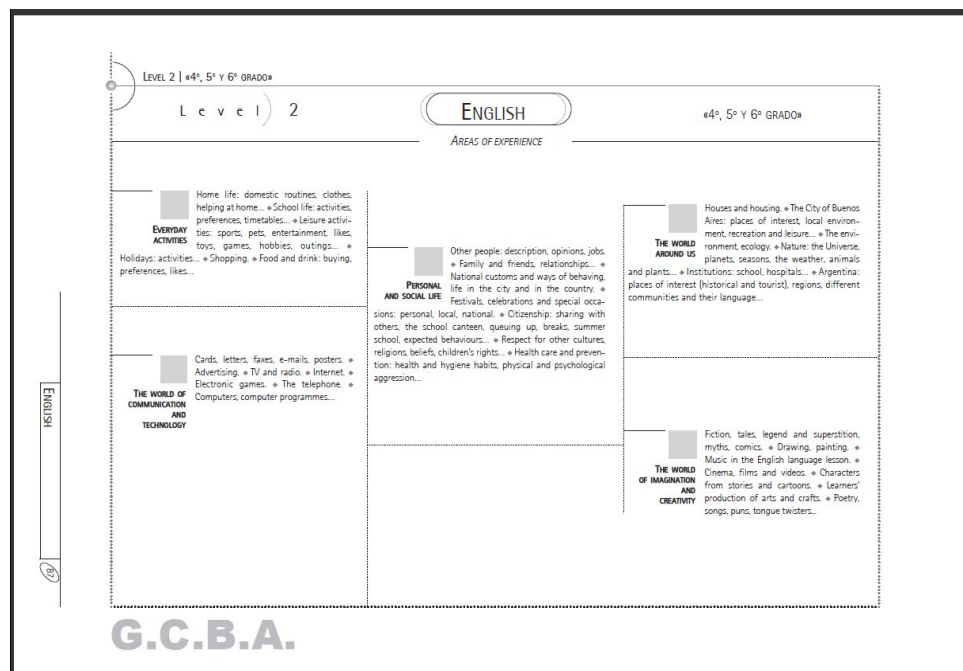 LEVEL 2 | «4º, 5º Y 6º GRADO»
Level 2
ENGLISH
«4º, 5º Y 6º GRADO»
AREAS OF EXPERIENCE
EVERYDAY
ACTIVITIES
Home life: domestic routines, clothes,
helping at home... ◆ School life: activities,
preferences, timetables... ◆ Leisure activi-
ties: sports, pets, entertainment, likes,
toys, games, hobbies, outings... ◆
Holidays: activities... ◆ Shopping. ◆ Food and drink: buying,
preferences, likes...
THE WORLD OF
COMMUNICATION
AND
TECHNOLOGY
Cards, letters, faxes, e-mails, posters. ◆
Advertising. ◆ TV and radio. ◆ Internet. ◆
Electronic games. ◆ The telephone. ◆
Computers, computer programmes...
PERSONAL
AND SOCIAL LIFE
Other people: description, opinions, jobs.
◆ Family and friends, relationships... ◆
National customs and ways of behaving,
life in the city and in the country. ◆
Festivals, celebrations and special occa-
sions: personal, local, national. ◆ Citizenship: sharing with
others, the school canteen, queuing up, breaks, summer
school, expected behaviours... ◆ Respect for other cultures,
religions, beliefs, children's rights... ◆ Health care and preven-
tion: health and hygiene habits, physical and psychological
aggression...
THE WORLD
AROUND US
Houses and housing. ◆ The City of Buenos
Aires: places of interest, local environ-
ment, recreation and leisure... ◆ The envi-
ronment, ecology. ◆ Nature: the Universe,
planets, seasons, the weather, animals
and plants... ◆ Institutions: school, hospitals... ◆ Argentina:
places of interest (historical and tourist), regions, different
communities and their language...
THE WORLD
OF IMAGINATION
AND
CREATIVITY
Fiction, tales, legend and superstition,
myths, comics. ◆ Drawing, painting. ◆
Music in the English language lesson. ◆
Cinema, films and videos. ◆ Characters
from stories and cartoons. ◆ Learners'
production of arts and crafts. ◆ Poetry,
songs, puns, tongue twisters...
ENGLISH
87
G.C.B.A.